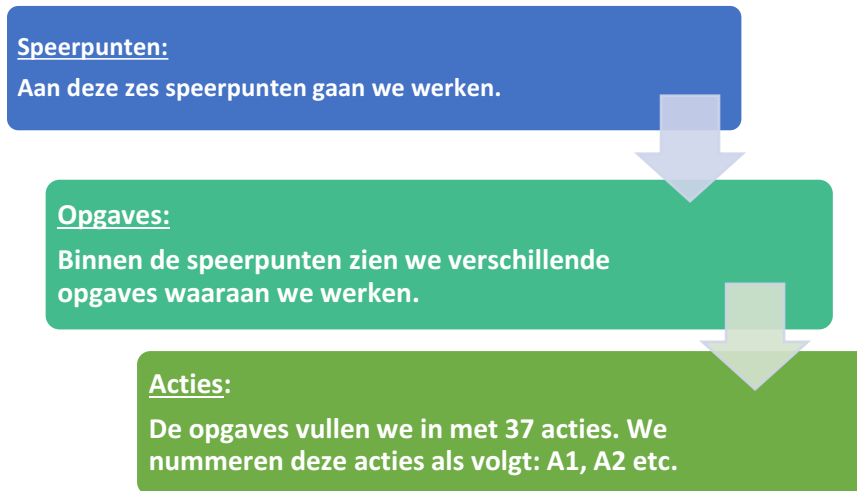 Speerpunten:
Aan deze zes speerpunten gaan we werken.
Opgaves:
Binnen de speerpunten zien we verschillende
opgaves waaraan we werken.
Acties:
De opgaves vullen we in met 37 acties. We
nummeren deze acties als volgt: A1, A2 etc.